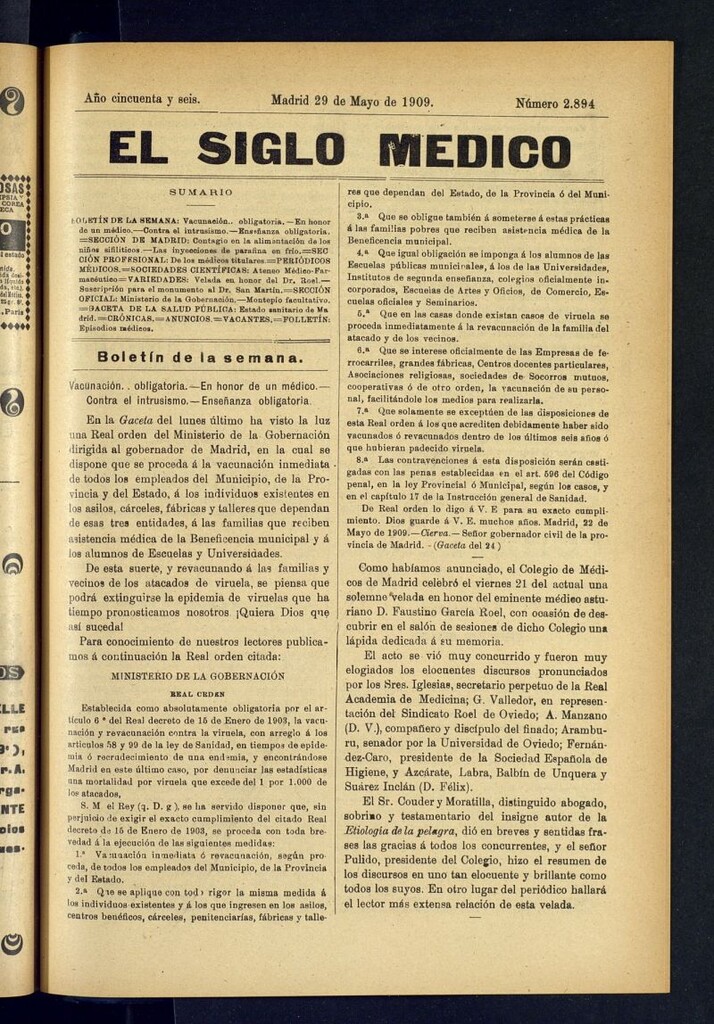 Año cincuenta y seis.
Madrid 29 de Mayo de 1909.
Número 2.894
EL SIGLO MEDICO
SUMARIO
BOLETÍN DE LA SEMANA: Vacunación.. obligatoria.—En honor
de un médico.—Contra el intrusismo.—Enseñanza obligatoria.
=SECCIÓN DE MADRID: Contagio en la alimentación de los
niños sifilíticos.—Las inyecciones de parafina en frío.=SEC
CIÓN PROFESIONAL: De los médicos titulares.=PERIÓDICOS
MÉDICOS.=SOCIEDADES CIENTÍFICAS: Ateneo Médico-Far-
macéutico=VARIEDADES: Velada en honor del Dr. Roel.—
Suscripción para el monumento al Dr. San Martín.=SECCIÓN
OFICIAL: Ministerio de la Gobernación.—Montepío facultativo.
=GACETA DE LA SALUD PÚBLICA: Estado sanitario de Ma
drid.=CRÓNICAS.=ANUNCIOS.=VACANTES.=FOLLETÍN:
Episodios médicos.
Boletín de la semana.
Vacunación. . obligatoria.—En honor de un médico.—
Contra el intrusismo.—Enseñanza obligatoria
En la Gaceta del lunes último ha visto la luz
una Real orden del Ministerio de la Gobernación
dirigida al gobernador de Madrid, en la cual se
dispone que se proceda á la vacunación inmediata
de todos los empleados del Municipio, de la Pro-
vincia y del Estado, á los individuos existentes en
los asilos, cárceles, fábricas y talleres que dependan
de esas tres entidades, á las familias que reciben
asistencia médica de la Beneficencia municipal y á
los alumnos de Escuelas y Universidades.
De esta suerte, y revacunando á las familias y
vecinos de los atacados de viruela, se piensa que
podrá extinguirse la epidemia de viruelas que ha
tiempo pronosticamos nosotros ¡Quiera Dios que
así suceda!
Para conocimiento de nuestros lectores publica-
mos á continuación la Real orden citada:
MINISTERIO DE LA GOBERNACIÓN
REAL ORDEN
Establecida como absolutamente obligatoria por el ar-
tículo 6 º del Real decreto de 15 de Enero de 1903, la vacu-
nación y revacunación contra la viruela, con arreglo á los
artículos 58 y 99 de la ley de Sanidad, en tiempos de epide-
mia ó recrudecimiento de una endemia, y encontrándose
Madrid en este último caso, por denunciar las estadísticas
una mortalidad por viruela que excede del 1 por 1.000 de
los atacados,
S. M el Rey (q. D. g), se ha servido disponer que, sin
perjuicio de exigir el exacto cumplimiento del citado Real
decreto de 15 de Enero de 1903, se proceda con toda bre-
vedad á la ejecución de las siguientes medidas:
1.ª Vacunación inmediata ó revacunación, según proce-
da, de todos los empleados del Municipio, de la Provincia
y del Estado.
2.ª Que se aplique con todo rigor la misma medida á
los individuos existentes y á los que ingresen en los asilos,
centros benéficos, cárceles, penitenciarías, fábricas y talle-
res que dependan del Estado, de la Provincia ó del Muni-
cipio.
3.ª Que se obligue también á someterse á estas prácticas
á las familias pobres que reciben asistencia médica de la
Beneficencia municipal.
4.ª Que igual obligación se imponga á los alumnos de las
Escuelas públicas municipales, á los de las Universidades,
Institutos de segunda enseñanza, colegios oficialmente in-
corporados, Escuelas de Artes y Oficios, de Comercio, Es-
cuelas oficiales y Seminarios.
5.ª Que en las casas donde existan casos de viruela se
proceda inmediatamente á la revacunación de la familia del
atacado y de los vecinos.
6.ª Que se interese oficialmente de las Empresas de fe-
rrocarriles, grandes fábricas, Centros docentes particulares,
Asociaciones religiosas, sociedades de Socorros mutuos,
cooperativas ó de otro orden, la vacunación de su perso-
nal, facilitándole los medios para realizarla.
7.ª Que solamente se exceptúen de las disposiciones de
esta Real orden á los que acrediten debidamente haber sido
vacunados ó revacunados dentro de los últimos seis años ó
que hubieran padecido viruela.
8.ª Las contravenciones á esta disposición serán casti-
gadas con las penas establecidas en el art. 596 del Código
penal, en la ley Provincial ó Municipal, según los casos, y
en el capítulo 17 de la Instrucción general de Sanidad.
De Real orden lo digo á V. E para su exacto cum-
plimiento. Dios guarde á V. E. muchos años. Madrid, 22 de
Mayo de 1909.—Cierva.—Señor gobernador civil de la pro-
vincia de Madrid. - (Gaceta del 24)
Como habíamos anunciado, el Colegio de Médi-
cos de Madrid celebró el viernes 21 del actual una
solemne velada en honor del eminente médico astu-
riano D. Faustino García Roel, con ocasión de des-
cubrir en el salón de sesiones de dicho Colegio una
lápida dedicada á su memoria.
El acto se vió muy concurrido y fueron muy
elogiados los elocuentes discursos pronunciados
por los Sres. Iglesias, secretario perpetuo de la Real
Academia de Medicina; G. Valledor, en represen-
tación del Sindicato Roel de Oviedo; A. Manzano
(D. V.), compañero y discípulo del finado; Arambu-
ru, senador por la Universidad de Oviedo; Fernán-
dez-Caro, presidente de la Sociedad Española de
Higiene, y Azcárate, Labra, Balbín de Unquera y
Suárez Inclán (D. Félix).
El Sr. Couder y Moratilla, distinguido abogado,
sobrino y testamentario del insigne autor de la
Etiología de la pelagra, dió en breves y sentidas fra-
ses las gracias á todos los concurrentes, y el señor
Pulido, presidente del Colegio, hizo el resumen de
los discursos en uno tan elocuente y brillante como
todos los suyos. En otro lugar del periódico hallará
el lector más extensa relación de esta velada.